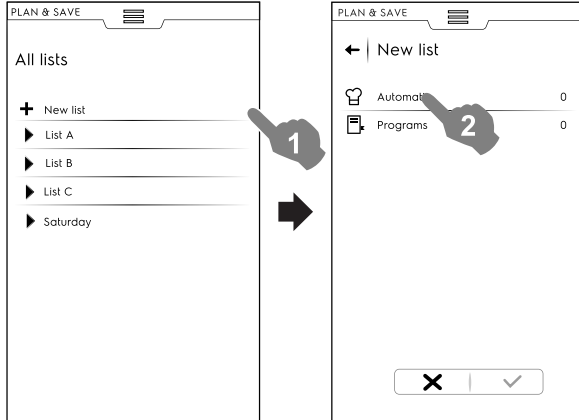 PLAN & SAVE
All lists
New list
List A
List B
List C
Saturday
1
PLAN & SAVE
New list
0
Programs 0
2